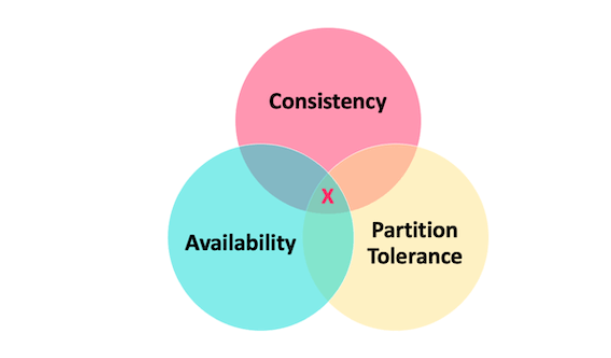 Consistency
X
Availability
Partition
Tolerance